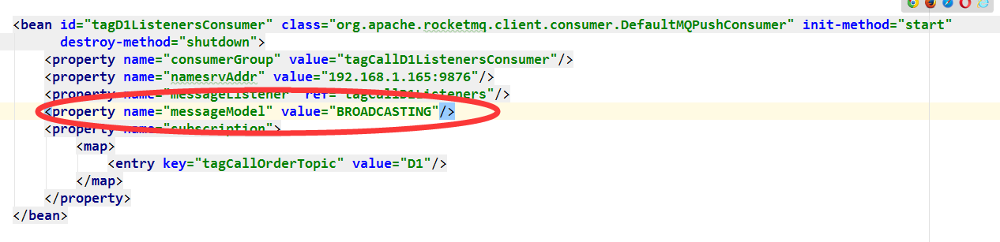 <bean id="tagD1ListenersConsumer" class="org.apache.rocketmq.client.consumer.DefaultMQPushConsumer" init-method="start"
destroy-method="shutdown">
<property name="consumerGroup" value="tagCallD1ListenersConsumer"/>
<property name="namesrvAddr" value="192.168.1.165:9876"/>
<property name="messageListener" ref="tagCallD1Listeners"/>
<property name="messageModel" value="BROADCASTING"/>
<property name="subscription">
<map>
<entry key="tagCallOrderTopic" value="D1"/>
</map>
</property>
</bean>